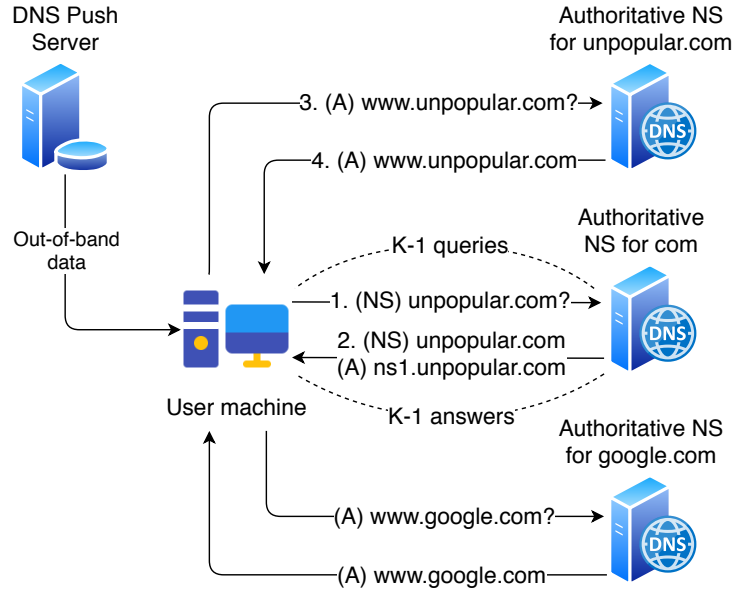 DNS Push
Server
Authoritative NS
for unpopular.com
3. (A) www.unpopular.com?
DNS
4. (A) www.unpopular.com
Out-of-band
data
K-1 queries
Authoritative
NS for com
1. (NS) unpopular.com?
DNS
2. (NS) unpopular.com
(A) ns1.unpopular.com
User machine
K-1 answers
Authoritative NS
for google.com
(A) www.google.com?
DNS
(A) www.google.com